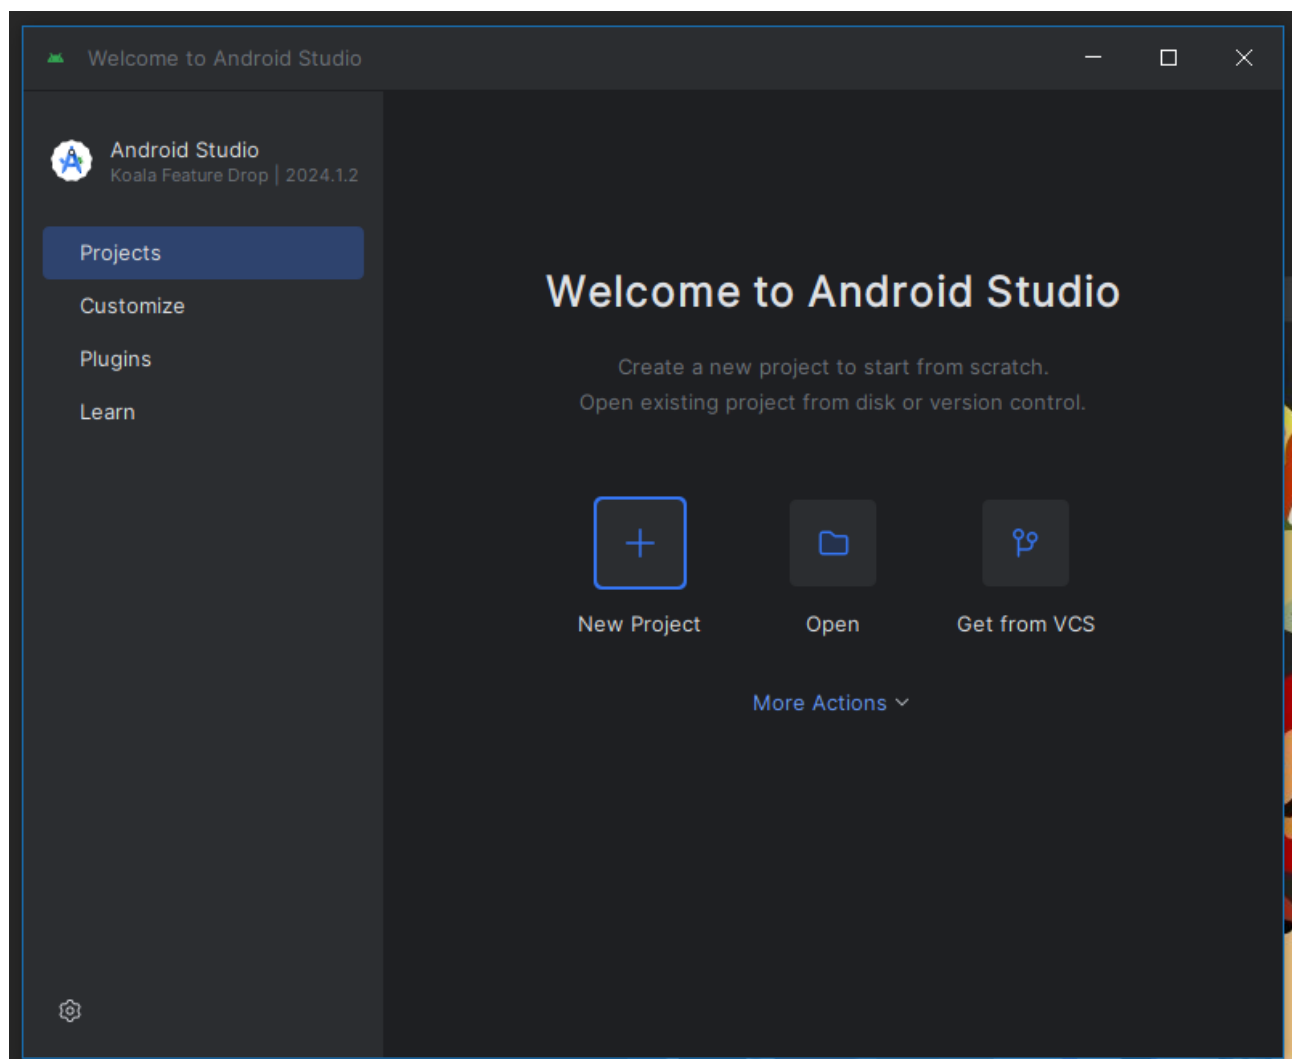 Welcome to Android Studio
Android Studio
Koala Feature Drop | 2024.1.2
Projects
Customize
Plugins
Learn
Welcome to Android Studio
Create a new project to start from scratch.
Open existing project from disk or version control.
New Project
Open
Get from VCS
More Actions